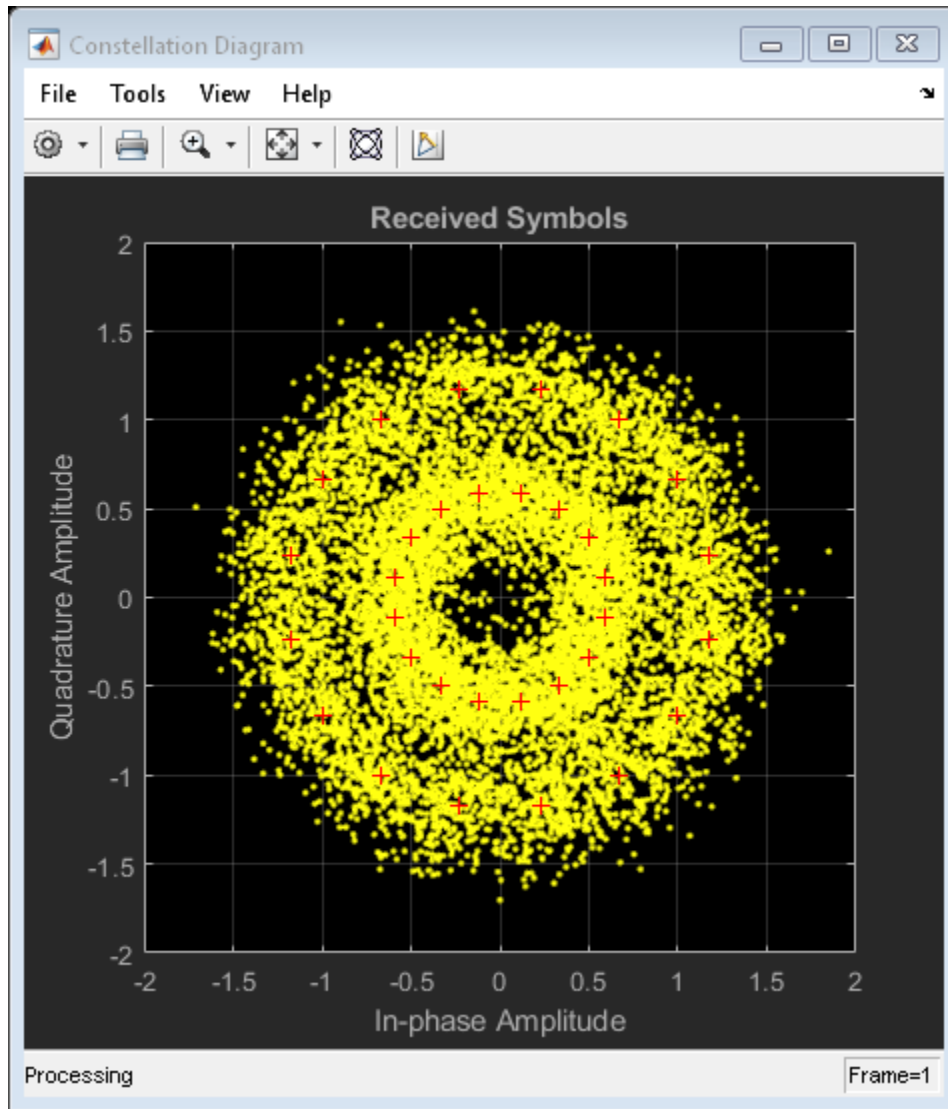 Constellation Diagram
File Tools View Help
Received Symbols
2
1.5
1
0.5
0
-0.5
-1
-1.5
-2
Quadrature Amplitude
-2 -1.5 -1 -0.5 0 0.5 1 1.5 2
In-phase Amplitude
Processing Frame=1